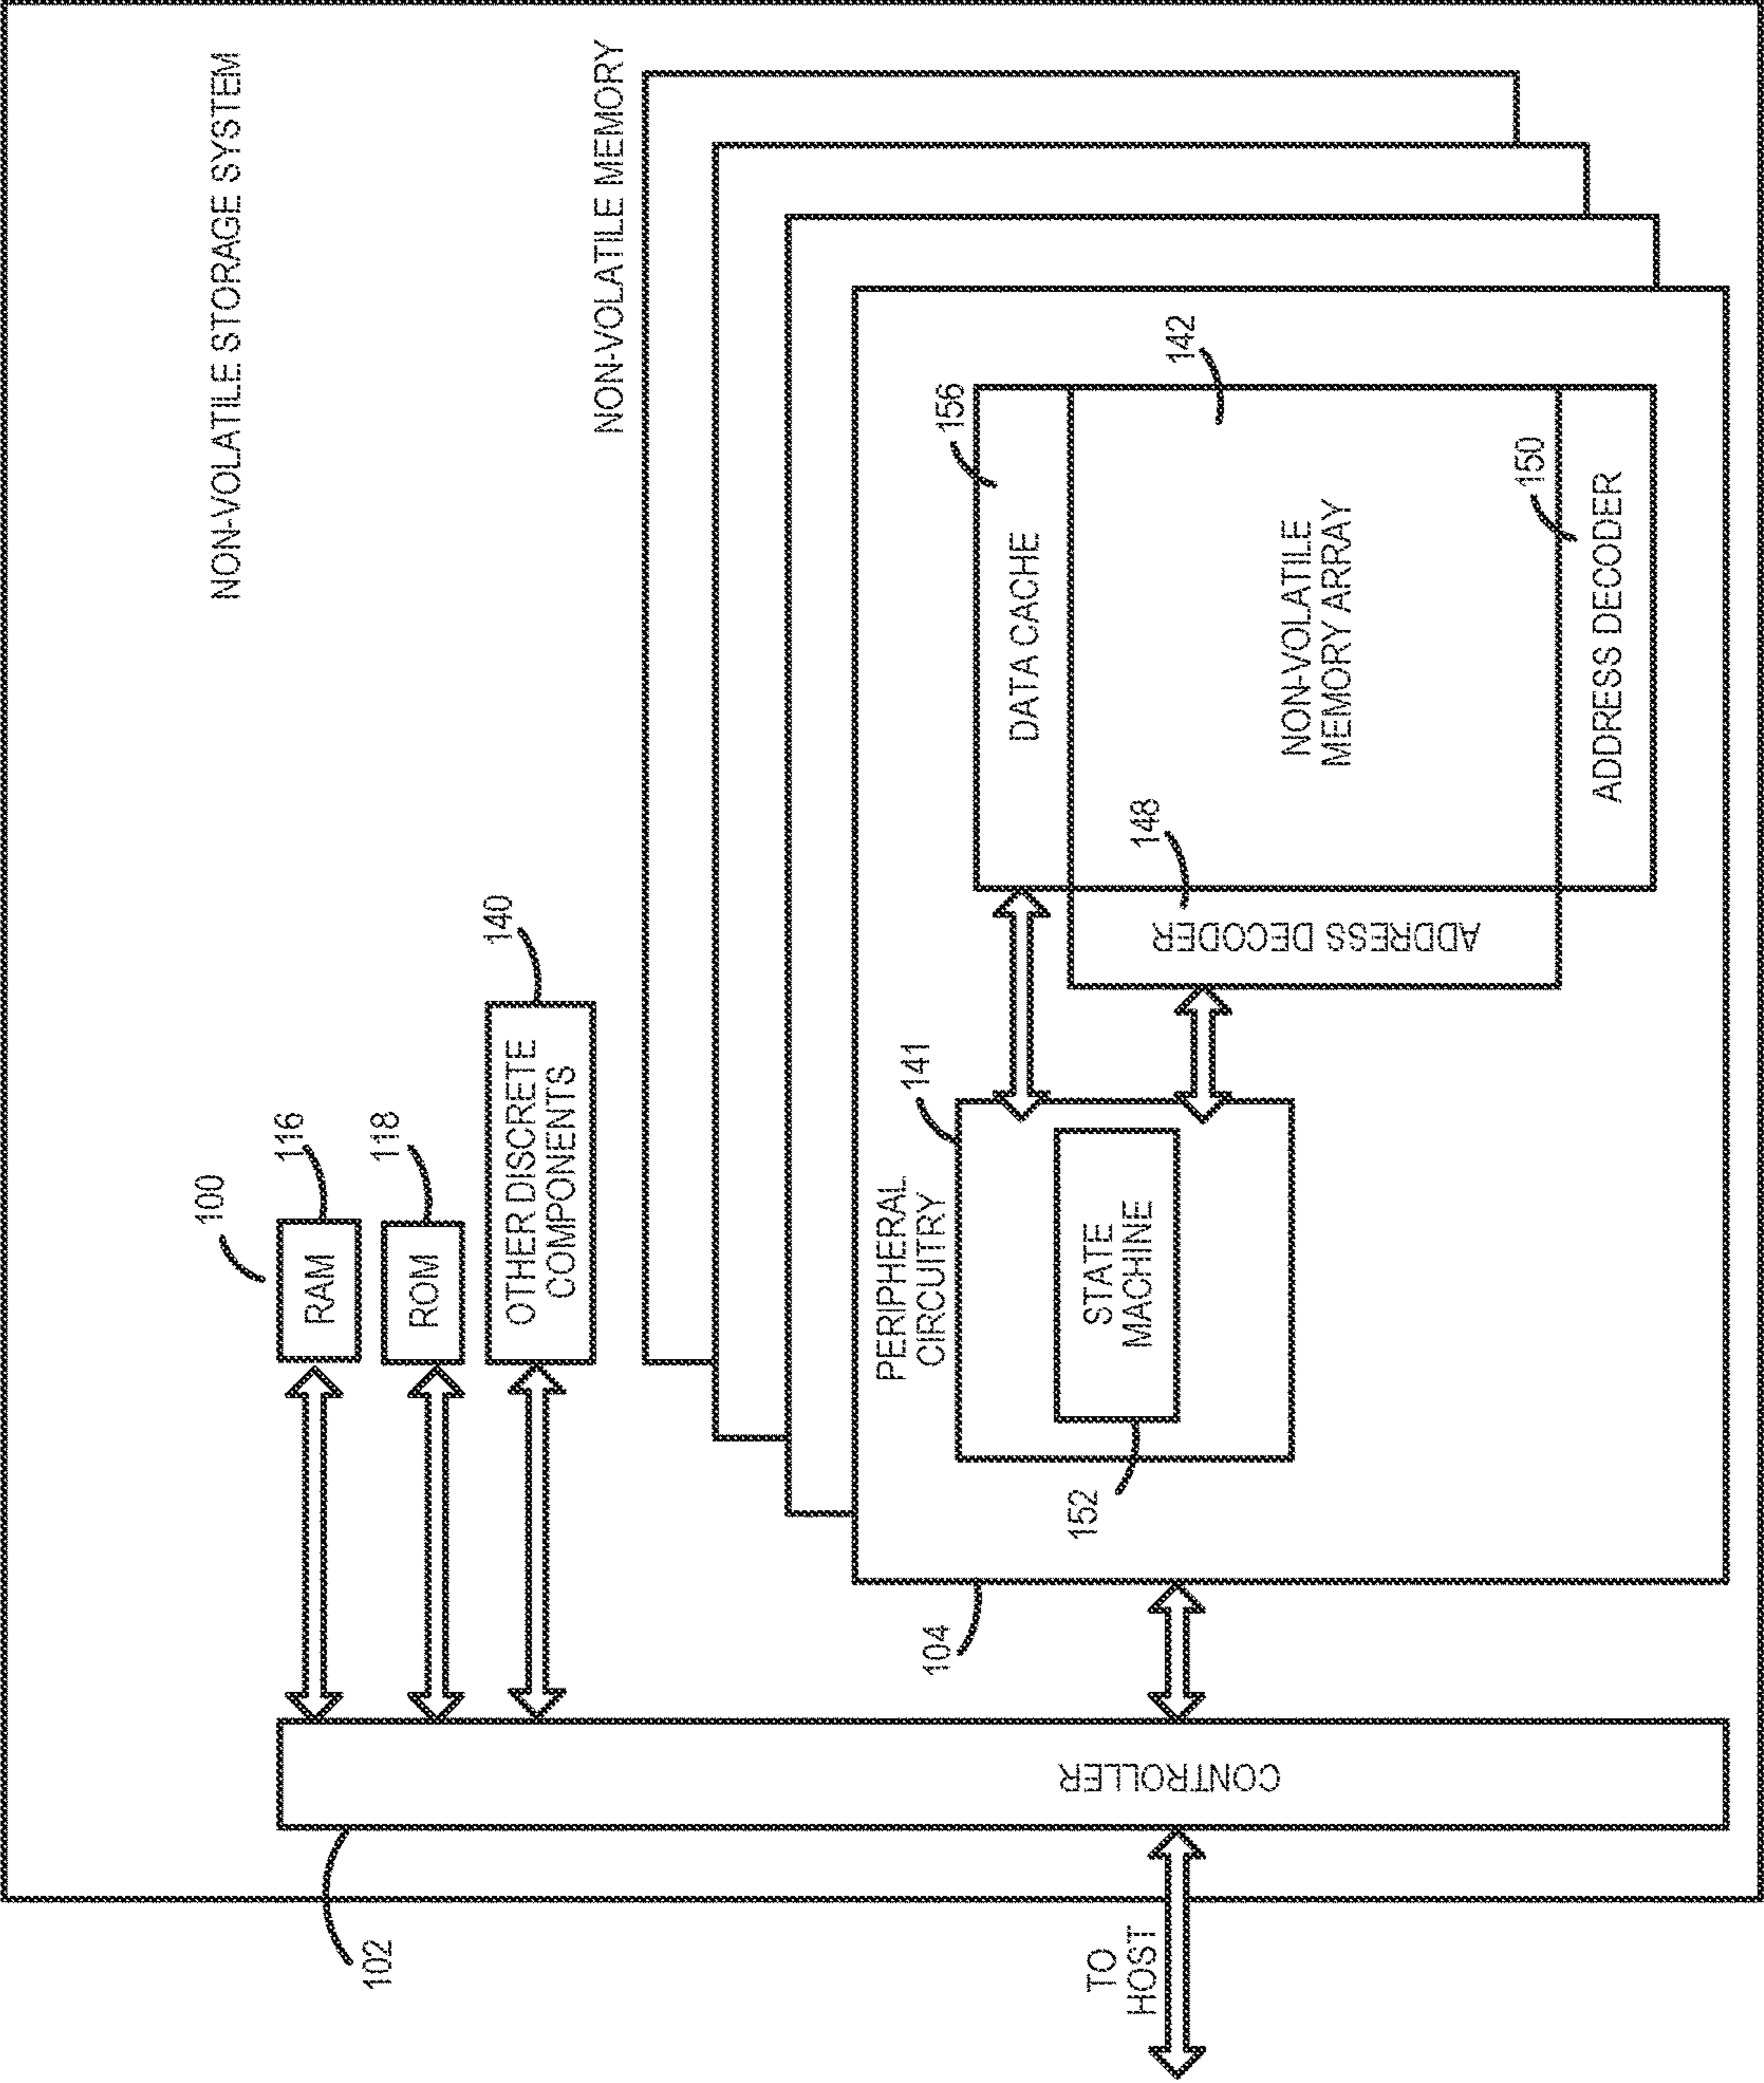 NON-VOLATILE STORAGE SYSTEM
100
RAM
116
ROM
118
OTHER DISCRETE
COMPONENTS
140
NON-VOLATILE MEMORY
102
CONTROLLER
TO
HOST
104
PERIPHERAL
CIRCUITRY
141
STATE
MACHINE
152
DATA CACHE
156
ADDRESS DECODER
148
NON-VOLATILE
MEMORY ARRAY
142
ADDRESS DECODER
150